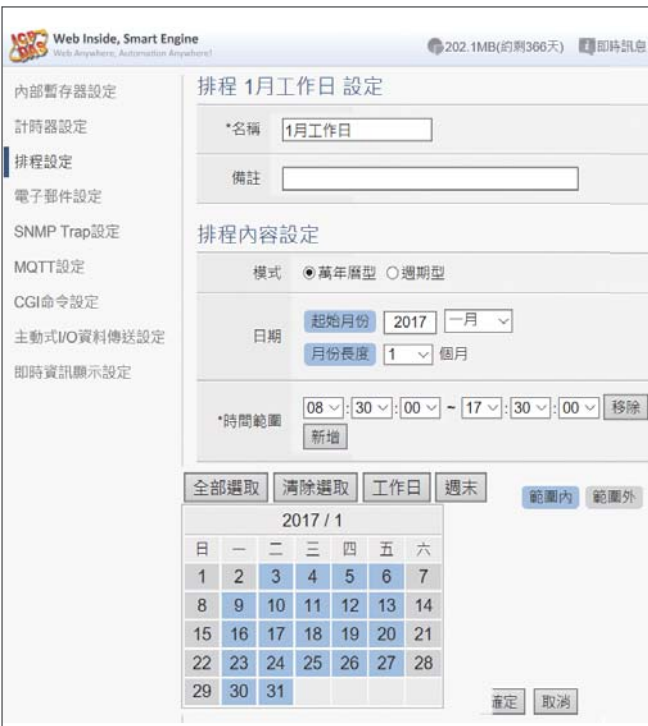 ICP DAS
Web Inside, Smart Engine
Web Anywhere, Automation Anywhere!
202.1MB(約剩366天) 即時訊息
內部暫存器設定
計時器設定
排程設定
電子郵件設定
SNMP Trap設定
MQTT設定
CGI命令設定
主動式I/O資料傳送設定
即時資訊顯示設定
排程 1月工作日 設定
*名稱 1月工作日
備註
排程內容設定
模式 萬年曆型 週期型
日期 起始月份 2017 一月
月份長度 1 個月
*時間範圍 08 : 30 : 00 ~ 17 : 30 : 00 移除
新增
全部選取 清除選取 工作日 週末 範圍內 範圍外
2017 / 1
日 一 二 三 四 五 六
1 2 3 4 5 6 7
8 9 10 11 12 13 14
15 16 17 18 19 20 21
22 23 24 25 26 27 28
29 30 31
確定 取消